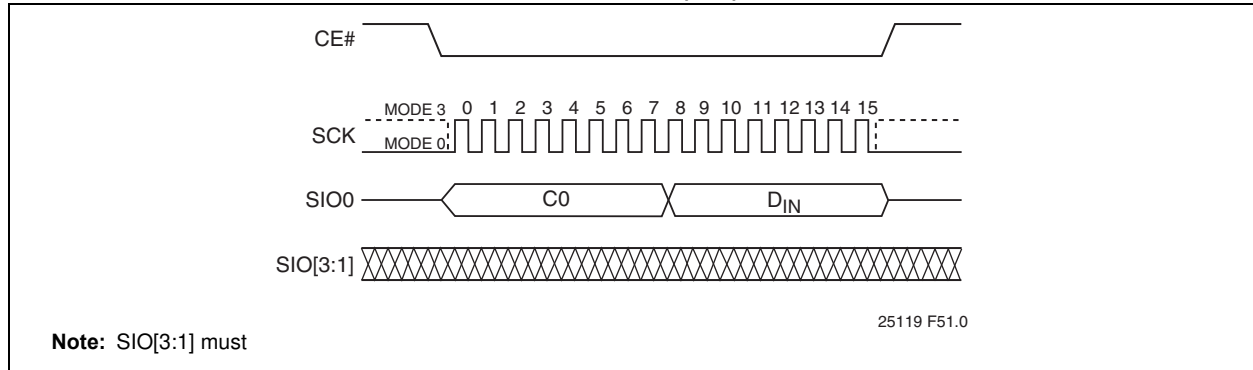 CE#
MODE 3 0 1 2 3 4 5 6 7 8 9 10 11 12 13 14 15
SCK
MODE 0
SIO0 C0 DIN
SIO[3:1]
25119 F51.0
Note: SIO[3:1] must